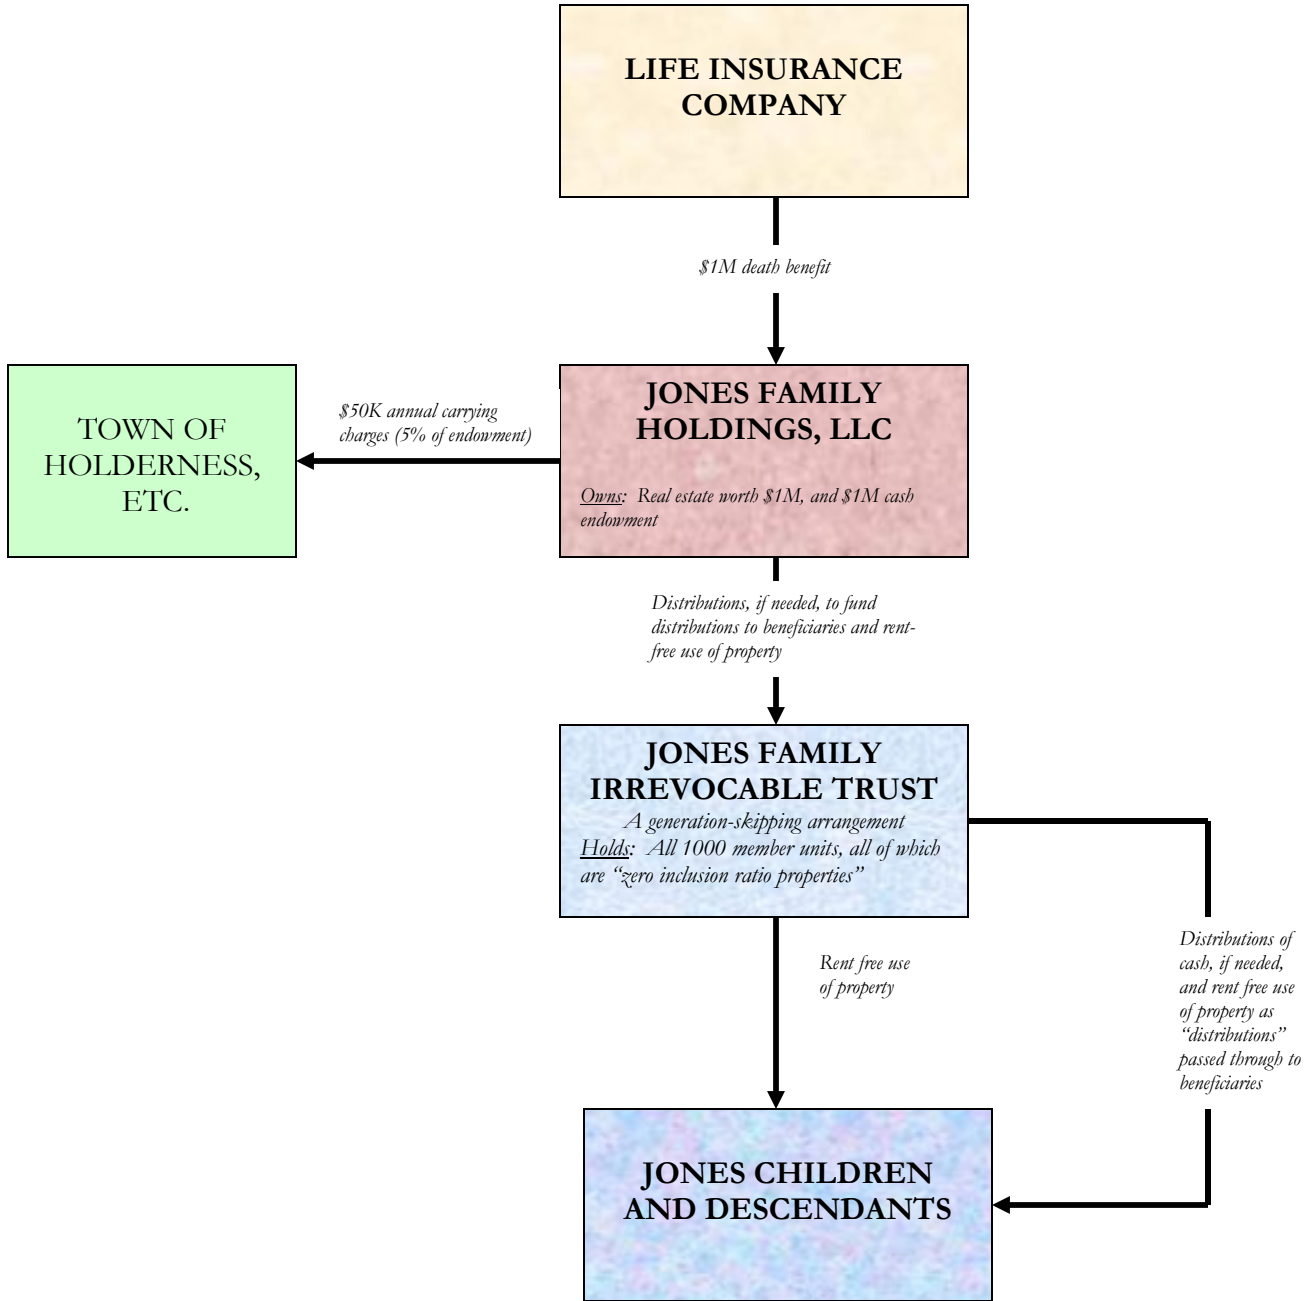 LIFE INSURANCE
COMPANY
$1M death benefit
JONES FAMILY
HOLDINGS, LLC
Owns:  Real estate worth $1M, and $1M cash
endowment
$50K annual carrying
charges (5% of endowment)
TOWN OF
HOLDERNESS,
ETC.
Distributions, if needed, to fund
distributions to beneficiaries and rent-
free use of property
JONES FAMILY
IRREVOCABLE TRUST
A generation-skipping arrangement
Holds:  All 1000 member units, all of which
are “zero inclusion ratio properties”
Rent free use
of property
Distributions of
cash, if needed,
and rent free use
of property as
“distributions”
passed through to
beneficiaries
JONES CHILDREN
AND DESCENDANTS